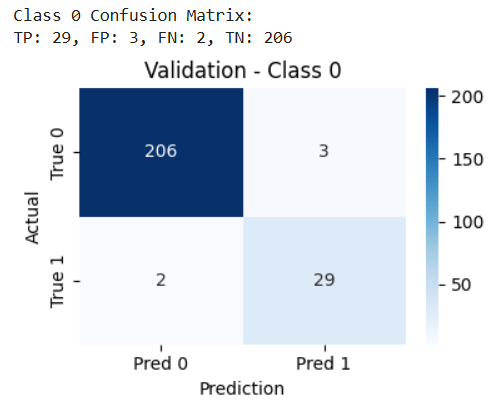 Class 0 Confusion Matrix:
TP: 29, FP: 3, FN: 2, TN: 206
Validation - Class 0
200
206
3
True 0
150
Actual
100
2
29
True 1
50
Pred 0
Pred 1
Prediction